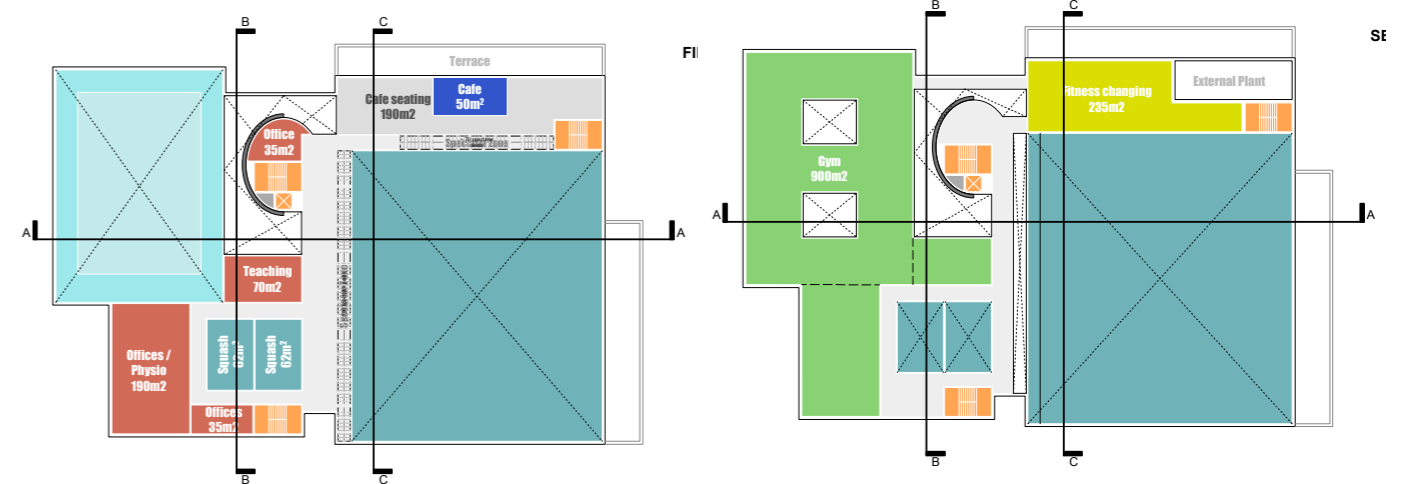 B
C
Terrace
FI
Cafe
50m²
Cafe seating
190m2
Office
35m2
A
A
Teaching
70m2
Offices /
Physio
190m2
Squash
62m²
Squash
62m²
Offices
35m2
B
C
B
C
SE
Fitness changing
235m2
External Plant
Gym
900m2
A
A
B
C